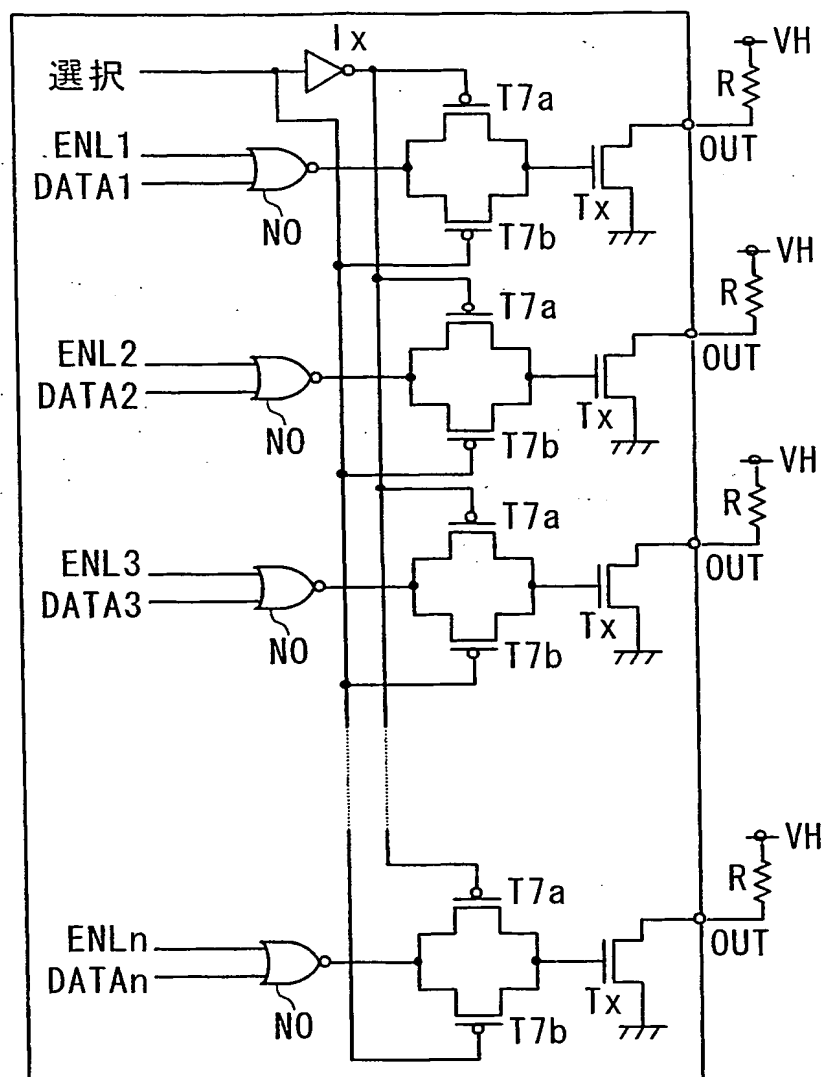 Ix
選択
VH
R
T7a
OUT
ENL1
DATA1
NO
Tx
T7b
VH
R
T7a
OUT
ENL2
DATA2
NO
Tx
T7b
VH
R
T7a
OUT
ENL3
DATA3
NO
Tx
T7b
VH
R
T7a
OUT
ENLn
DATAn
NO
Tx
T7b